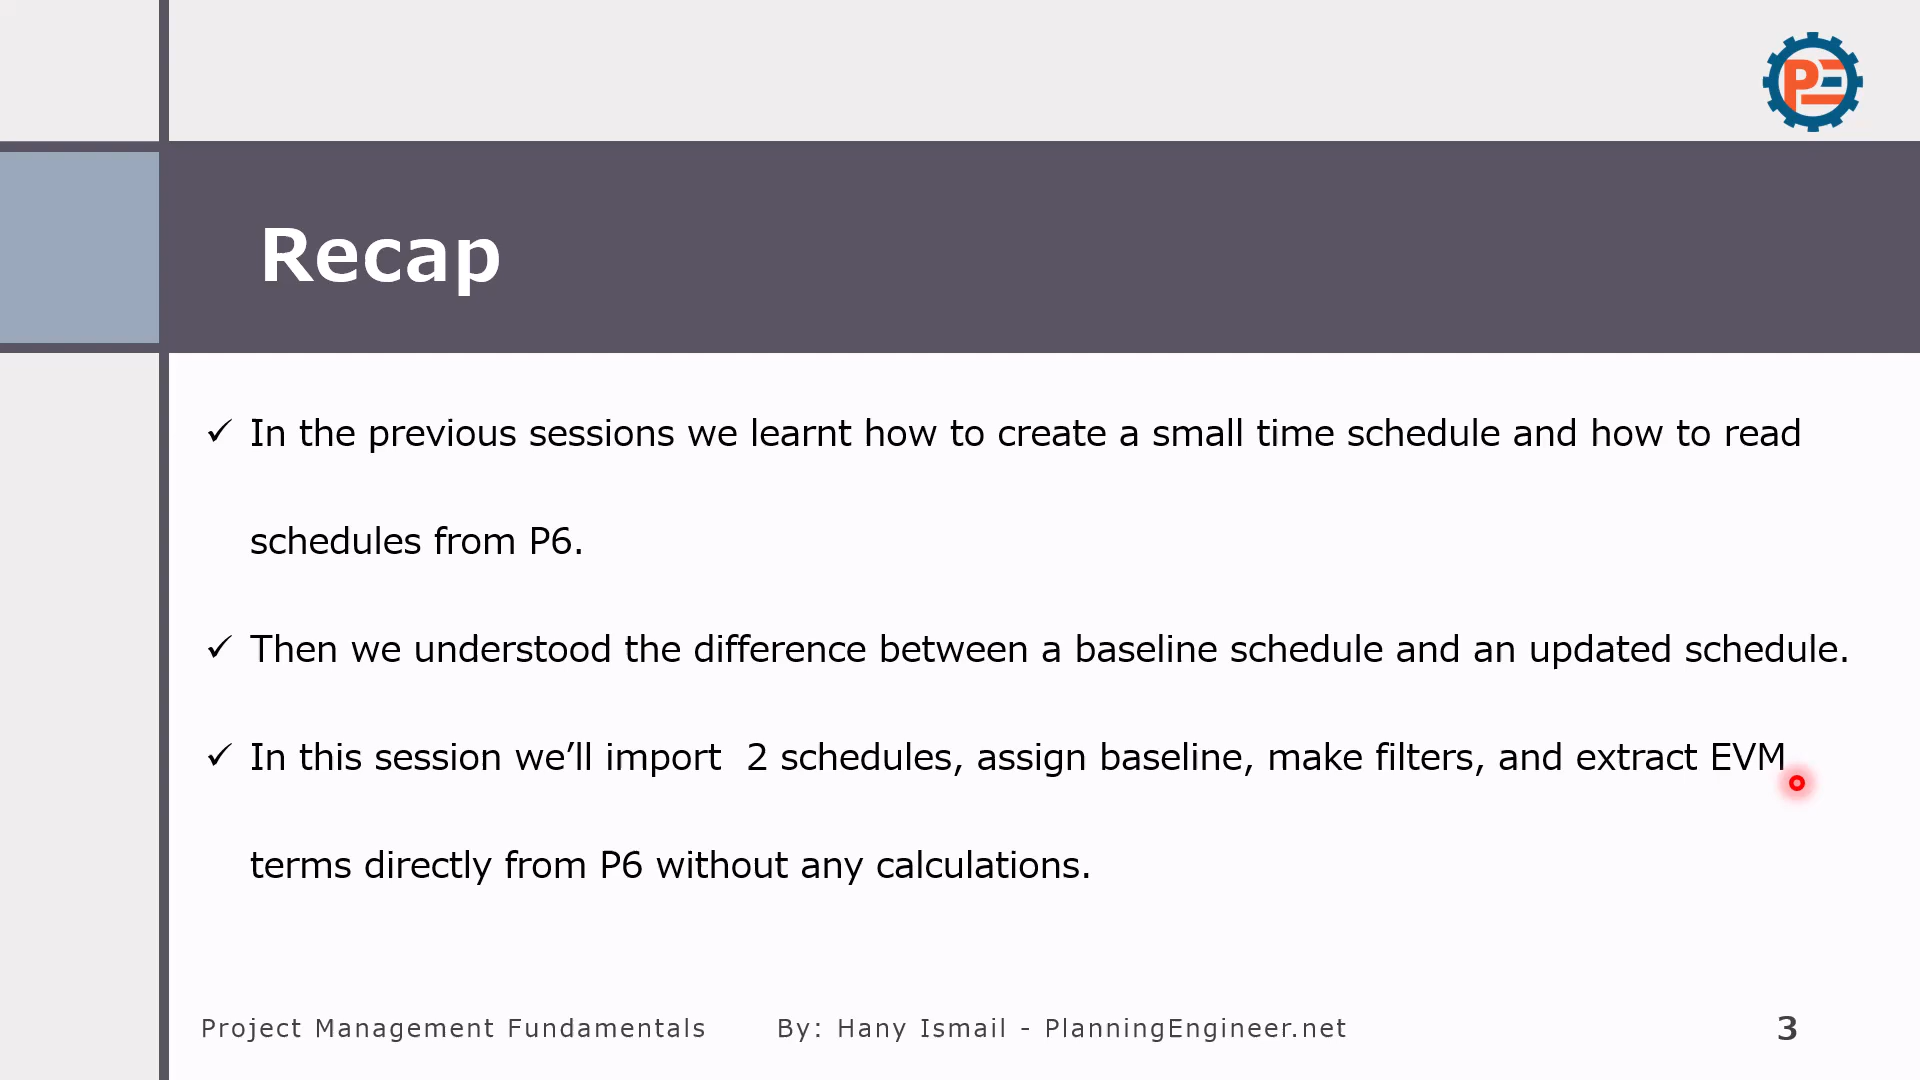 PE
Recap
✓ In the previous sessions we learnt how to create a small time schedule and how to read
schedules from P6.
✓ Then we understood the difference between a baseline schedule and an updated schedule.
✓ In this session we’ll import  2 schedules, assign baseline, make filters, and extract EVM
terms directly from P6 without any calculations.
Project Management Fundamentals By: Hany Ismail - PlanningEngineer.net 3